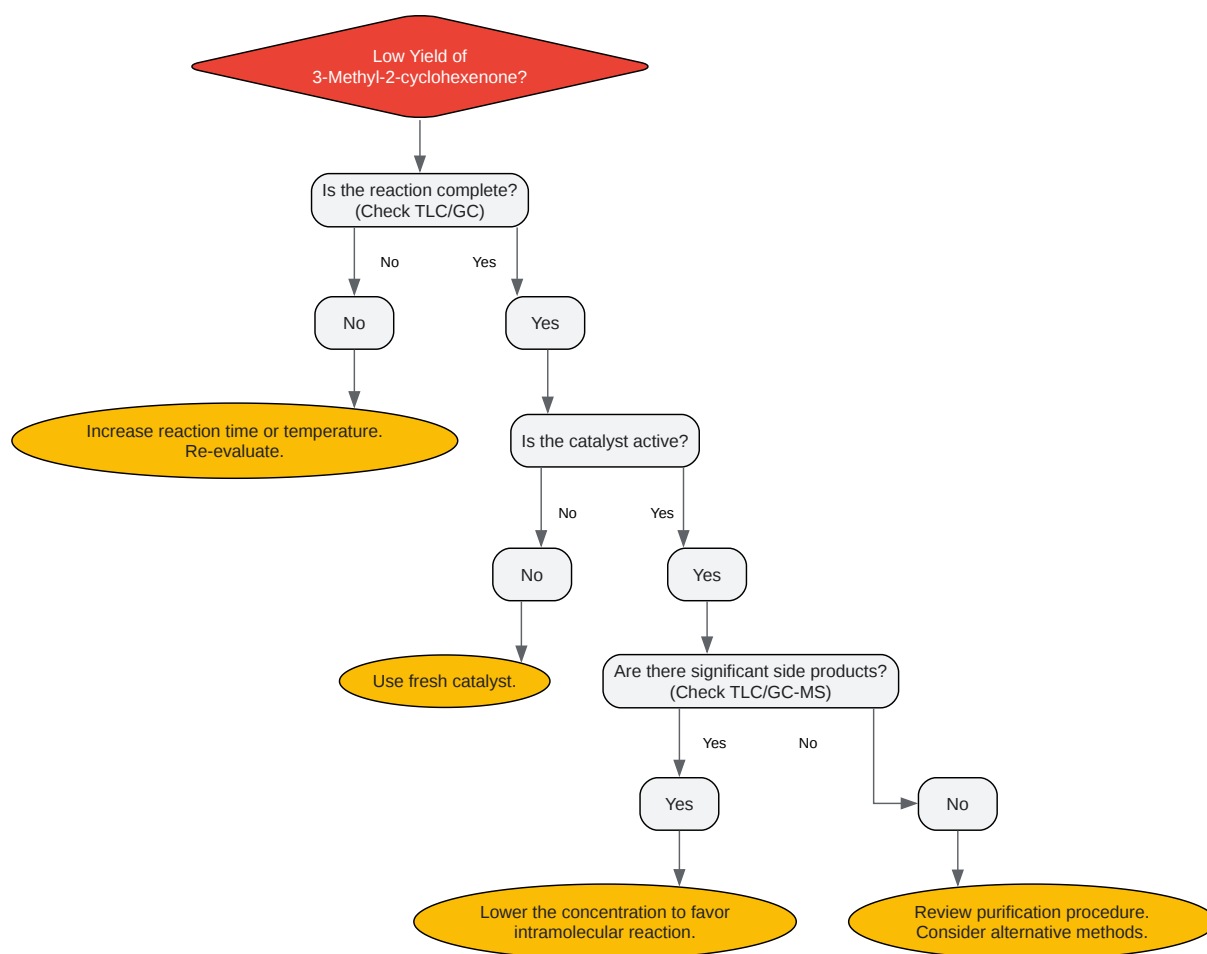 Low Yield of
3-Methyl-2-cyclohexenone?
Is the reaction complete?
(Check TLC/GC)
No
Yes
No
Yes
Increase reaction time or temperature.
Re-evaluate.
Is the catalyst active?
No
Yes
No
Yes
Use fresh catalyst.
Are there significant side products?
(Check TLC/GC-MS)
Yes
No
Yes
No
Lower the concentration to favor
intramolecular reaction.
Review purification procedure.
Consider alternative methods.